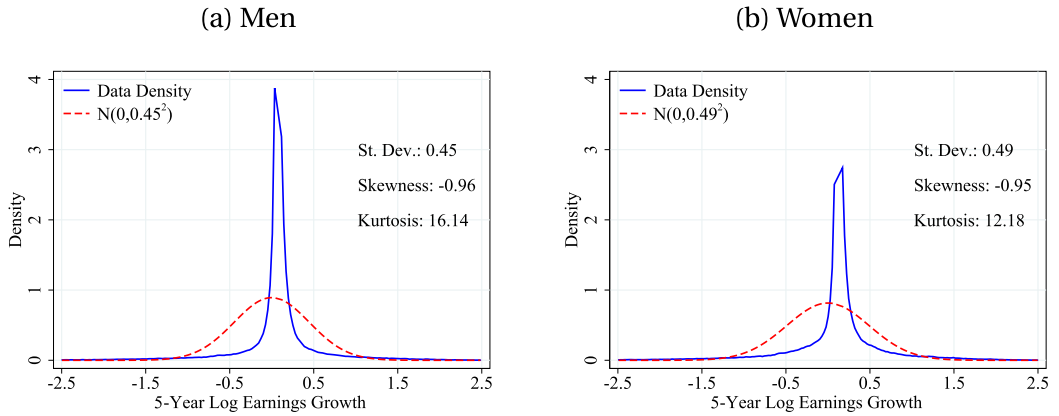 (a) Men
4
3
2
1
0
Density
Data Density
N(0,0.45²)
St. Dev.: 0.45
Skewness: -0.96
Kurtosis: 16.14
-2.5 -1.5 -0.5 0.5 1.5 2.5
5-Year Log Earnings Growth
(b) Women
4
3
2
1
0
Density
Data Density
N(0,0.49²)
St. Dev.: 0.49
Skewness: -0.95
Kurtosis: 12.18
-2.5 -1.5 -0.5 0.5 1.5 2.5
5-Year Log Earnings Growth